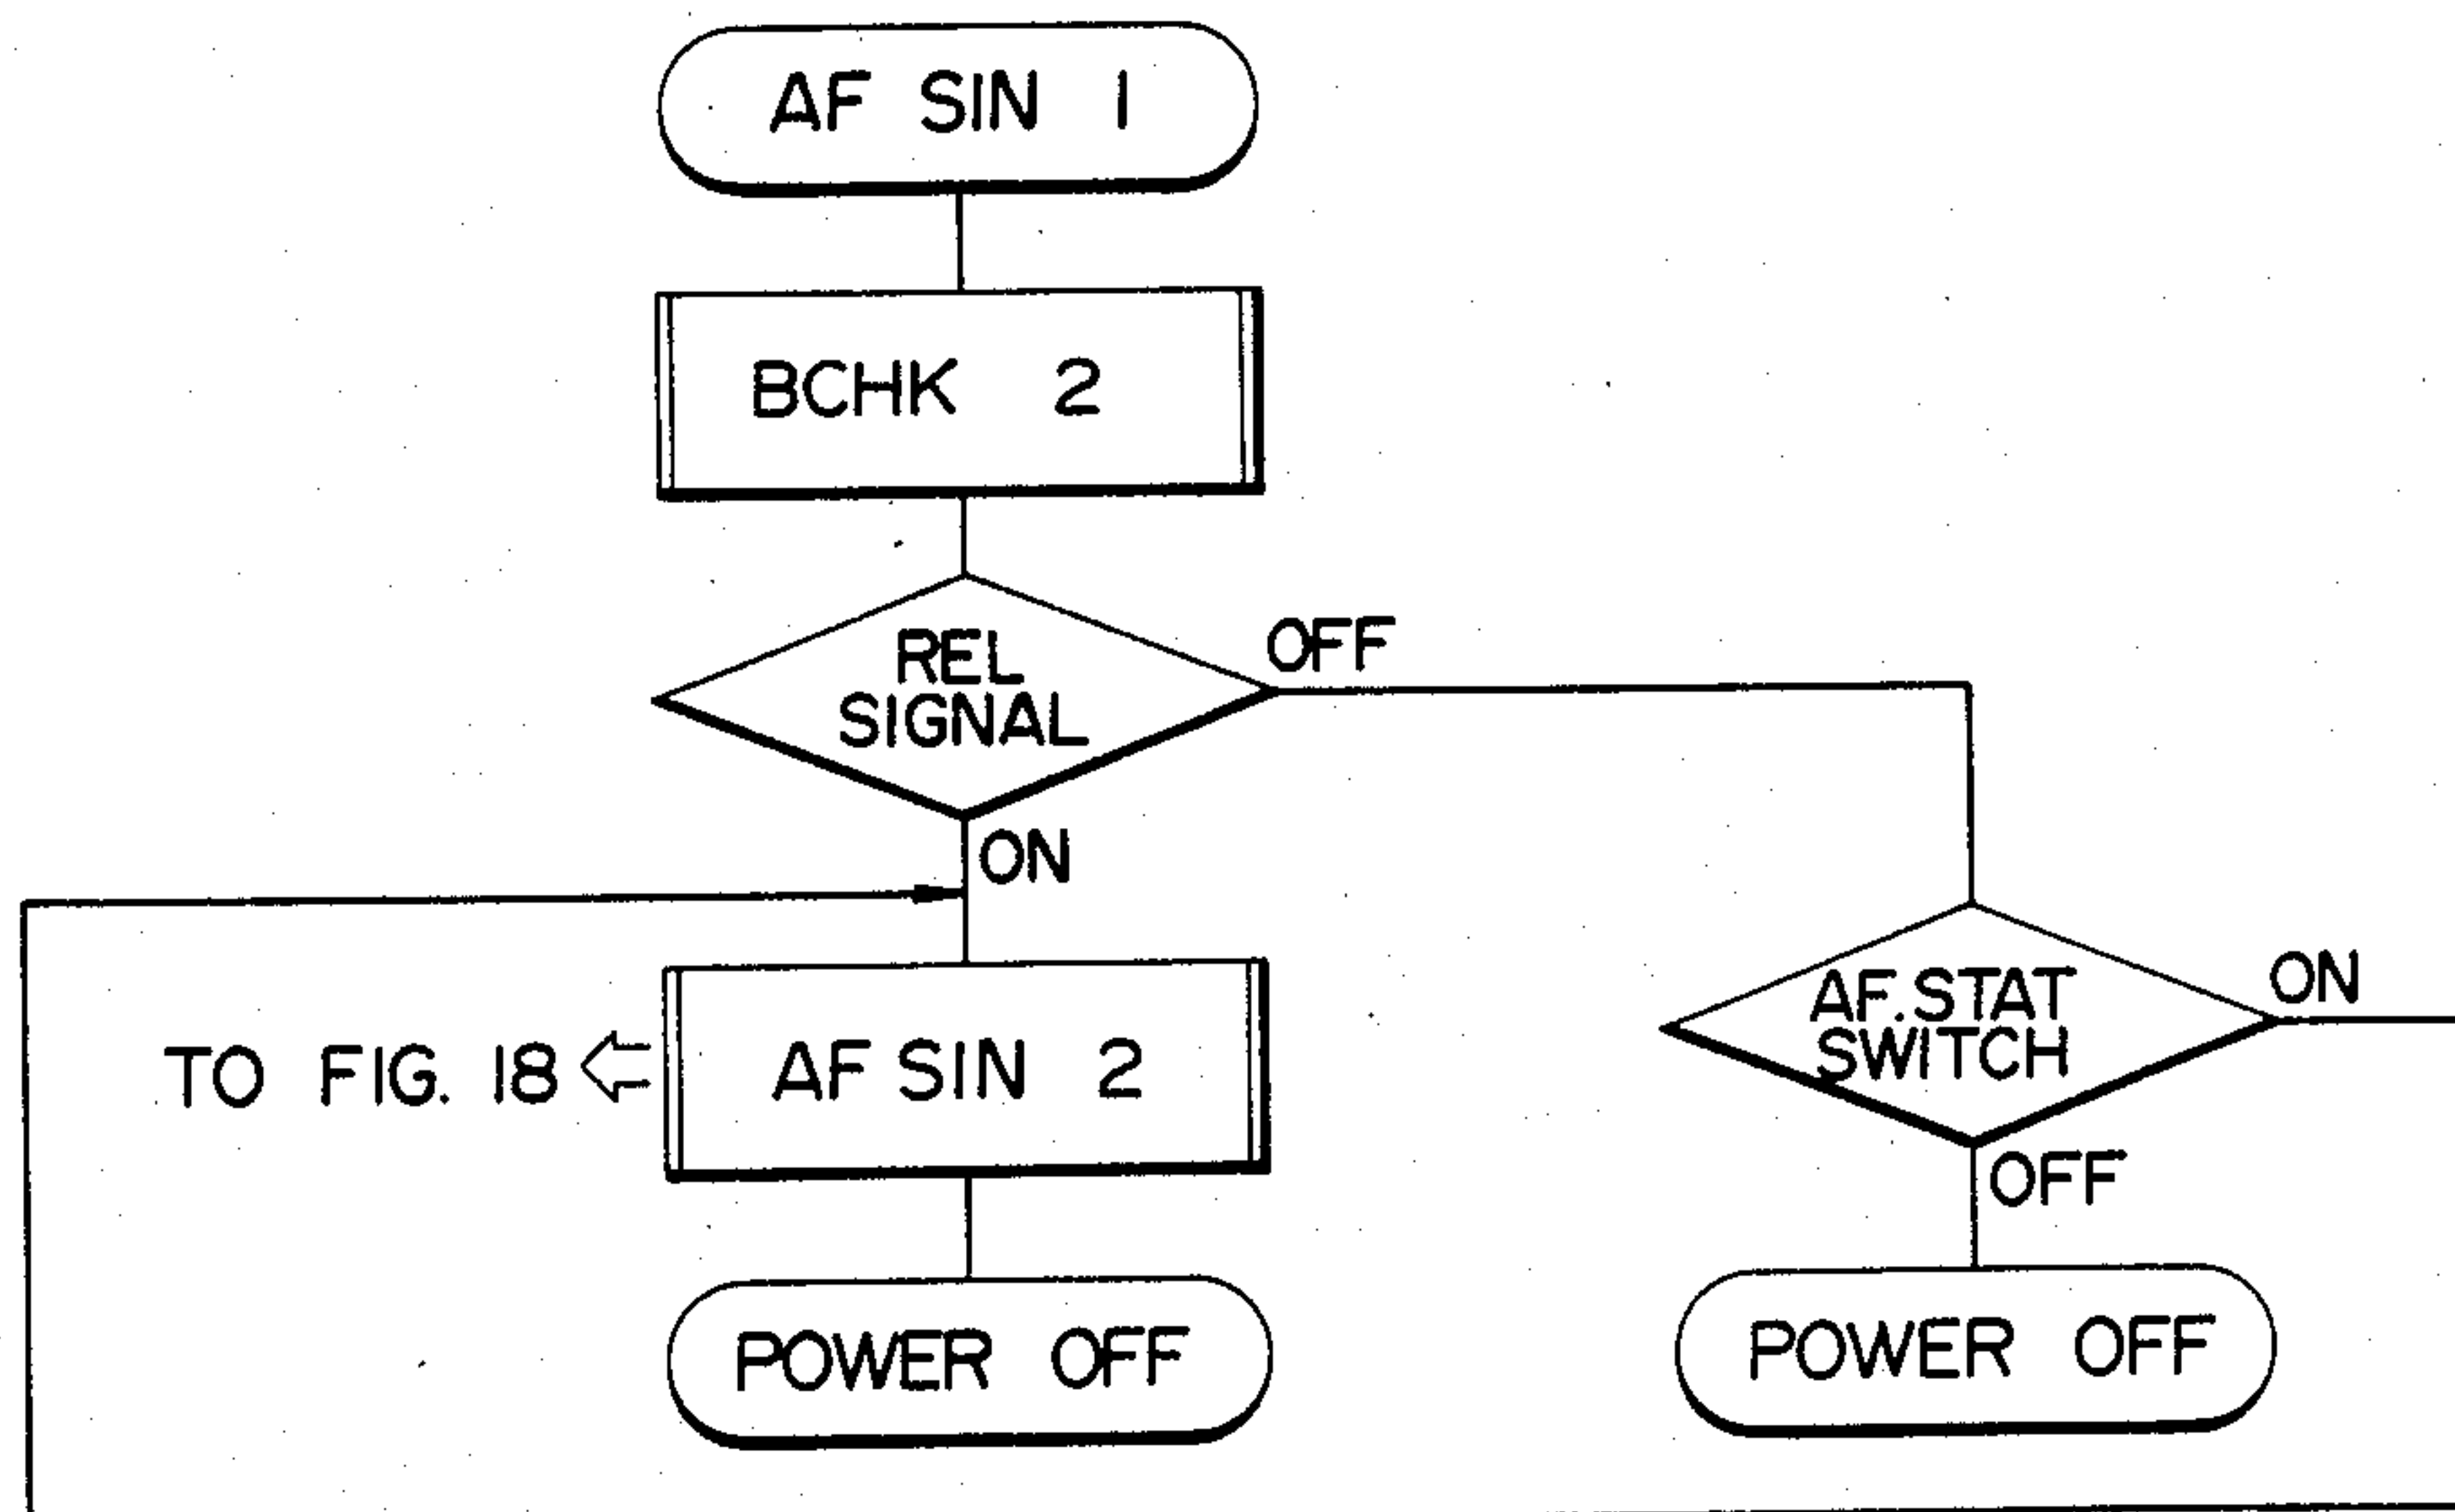 AF SIN 1
BCHK 2
REL
SIGNAL
OFF
ON
AF.STAT
SWITCH
ON
TO FIG. 18
AF SIN 2
OFF
POWER OFF
POWER OFF